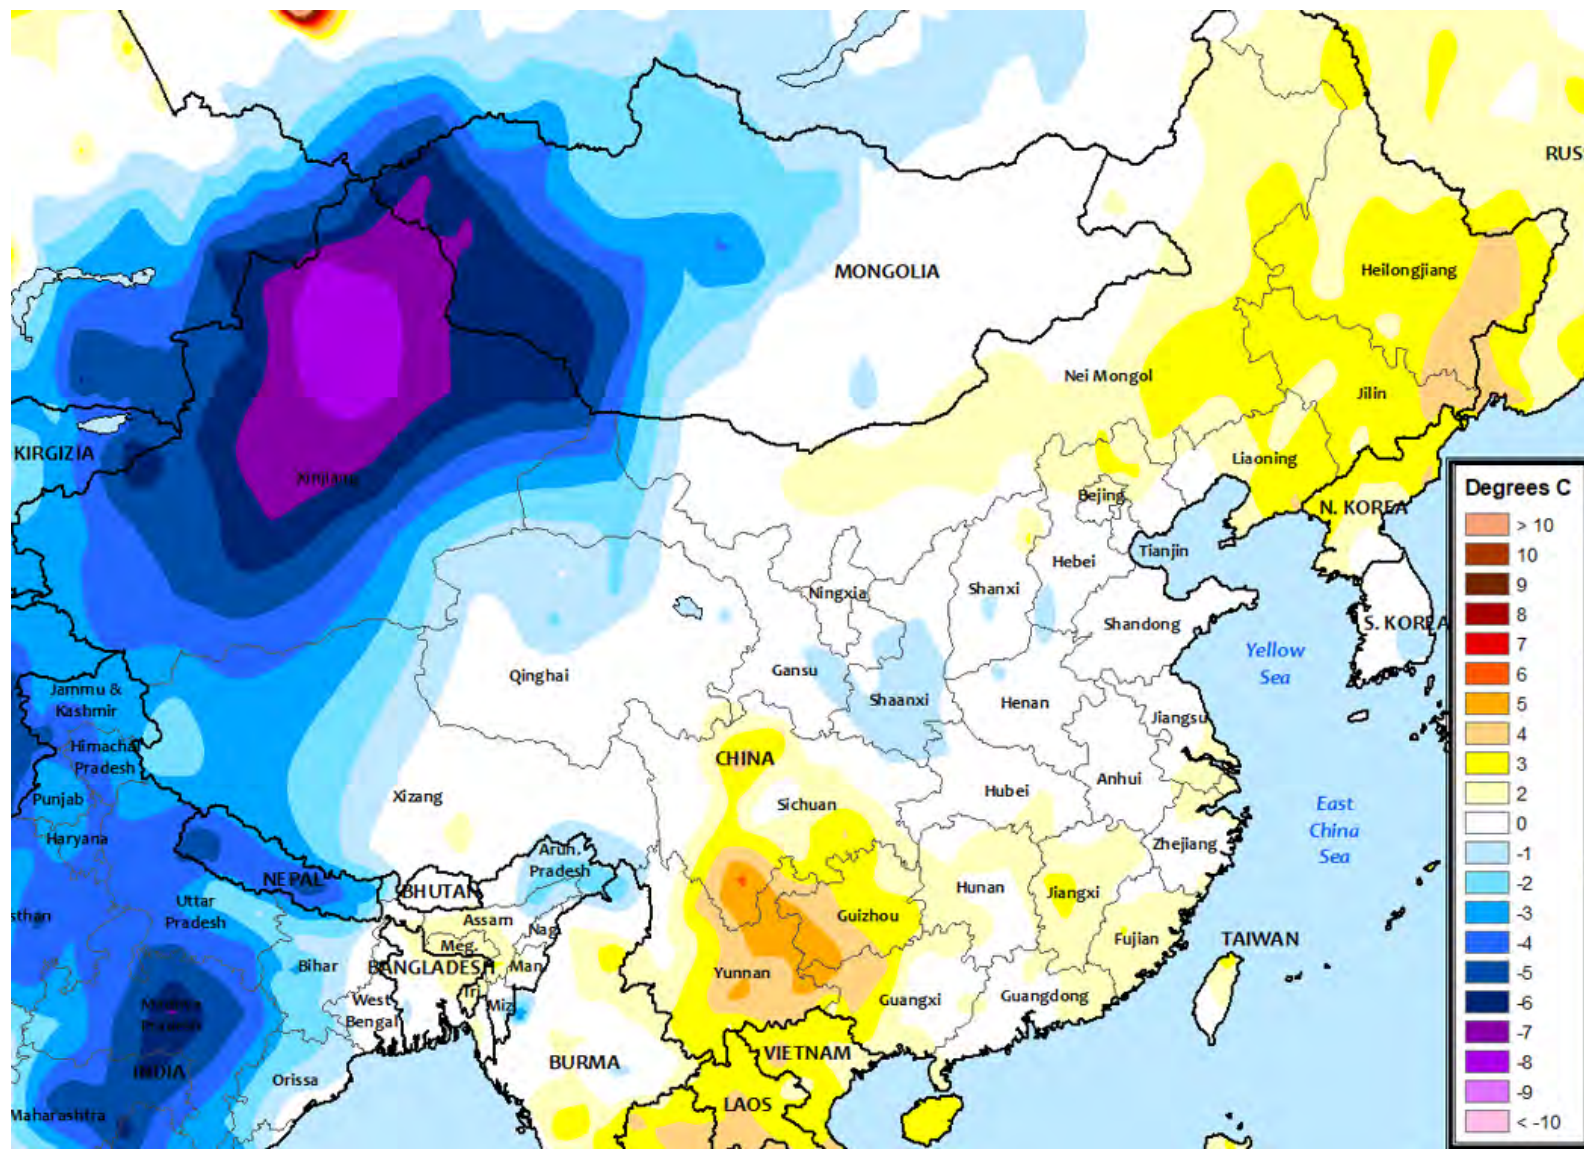 RUS
MONGOLIA
Heilongjiang
Nei Mongol
Jilin
KIRGIZIA
Xinjiang
Liaoning
Bejing
N. KOREA
Tianjin
Hebei
Shanxi
Ningxia
Shandong
S. KOREA
Yellow
Sea
Qinghai
Gansu
Shaanxi
Henan
Jiangsu
Jammu &
Kashmir
Himachal
Pradesh
CHINA
Anhui
Hubei
Punjab
Xizang
Sichuan
East
China
Sea
Haryana
Zhejiang
Arun.
Pradesh
NEPAL
BHUTAN
Hunan
Jiangxi
Uttar
Pradesh
sthan
Assam
Guizhou
Nag.
Meg.
Fujian
TAIWAN
Bihar
BANGLADESH
Man.
Yunnan
Tri.
Miz.
West
Bengal
Guangxi
Guangdong
Madhya
Pradesh
BURMA
VIETNAM
INDIA
Orissa
LAOS
Maharashtra
Degrees C
> 10
10
9
8
7
6
5
4
3
2
0
-1
-2
-3
-4
-5
-6
-7
-8
-9
< -10